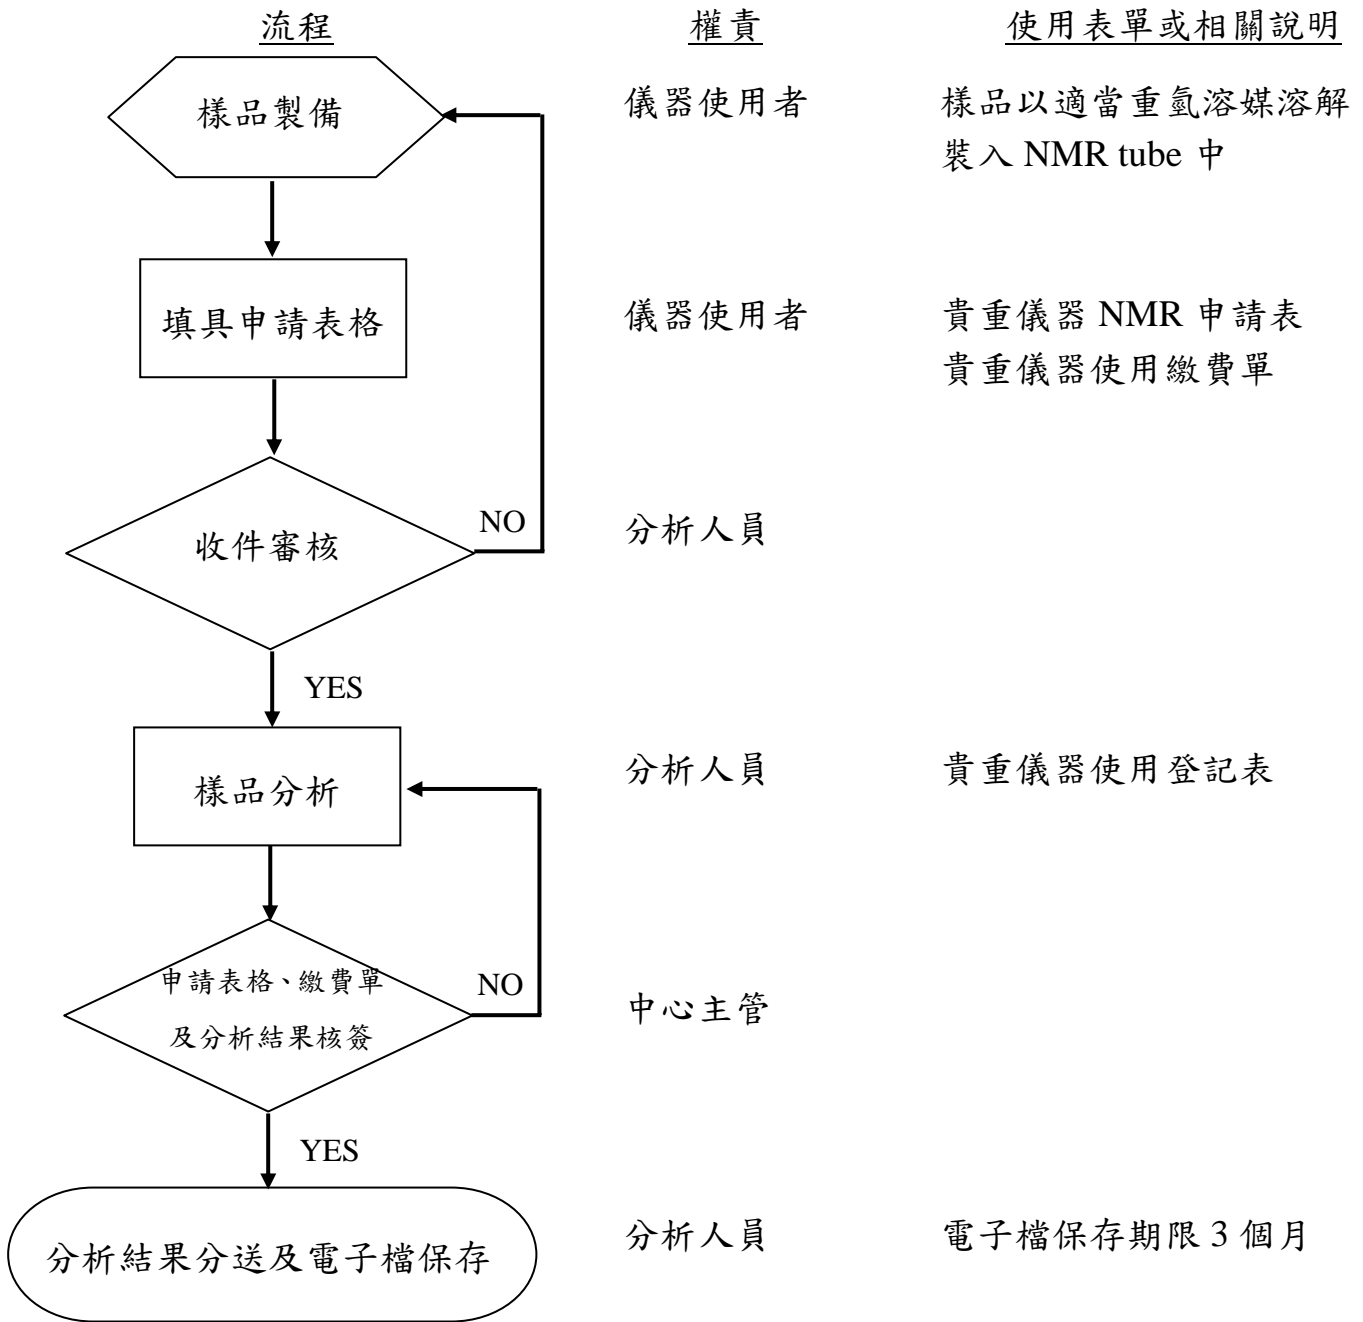 流程 權責 使用表單或相關說明
樣品製備 儀器使用者 樣品以適當重氫溶媒溶解
裝入 NMR tube 中
填具申請表格 儀器使用者 貴重儀器 NMR 申請表
貴重儀器使用繳費單
收件審核 NO 分析人員
YES
樣品分析 分析人員 貴重儀器使用登記表
申請表格、繳費單 NO 中心主管
及分析結果核簽
YES
分析結果分送及電子檔保存 分析人員 電子檔保存期限 3 個月